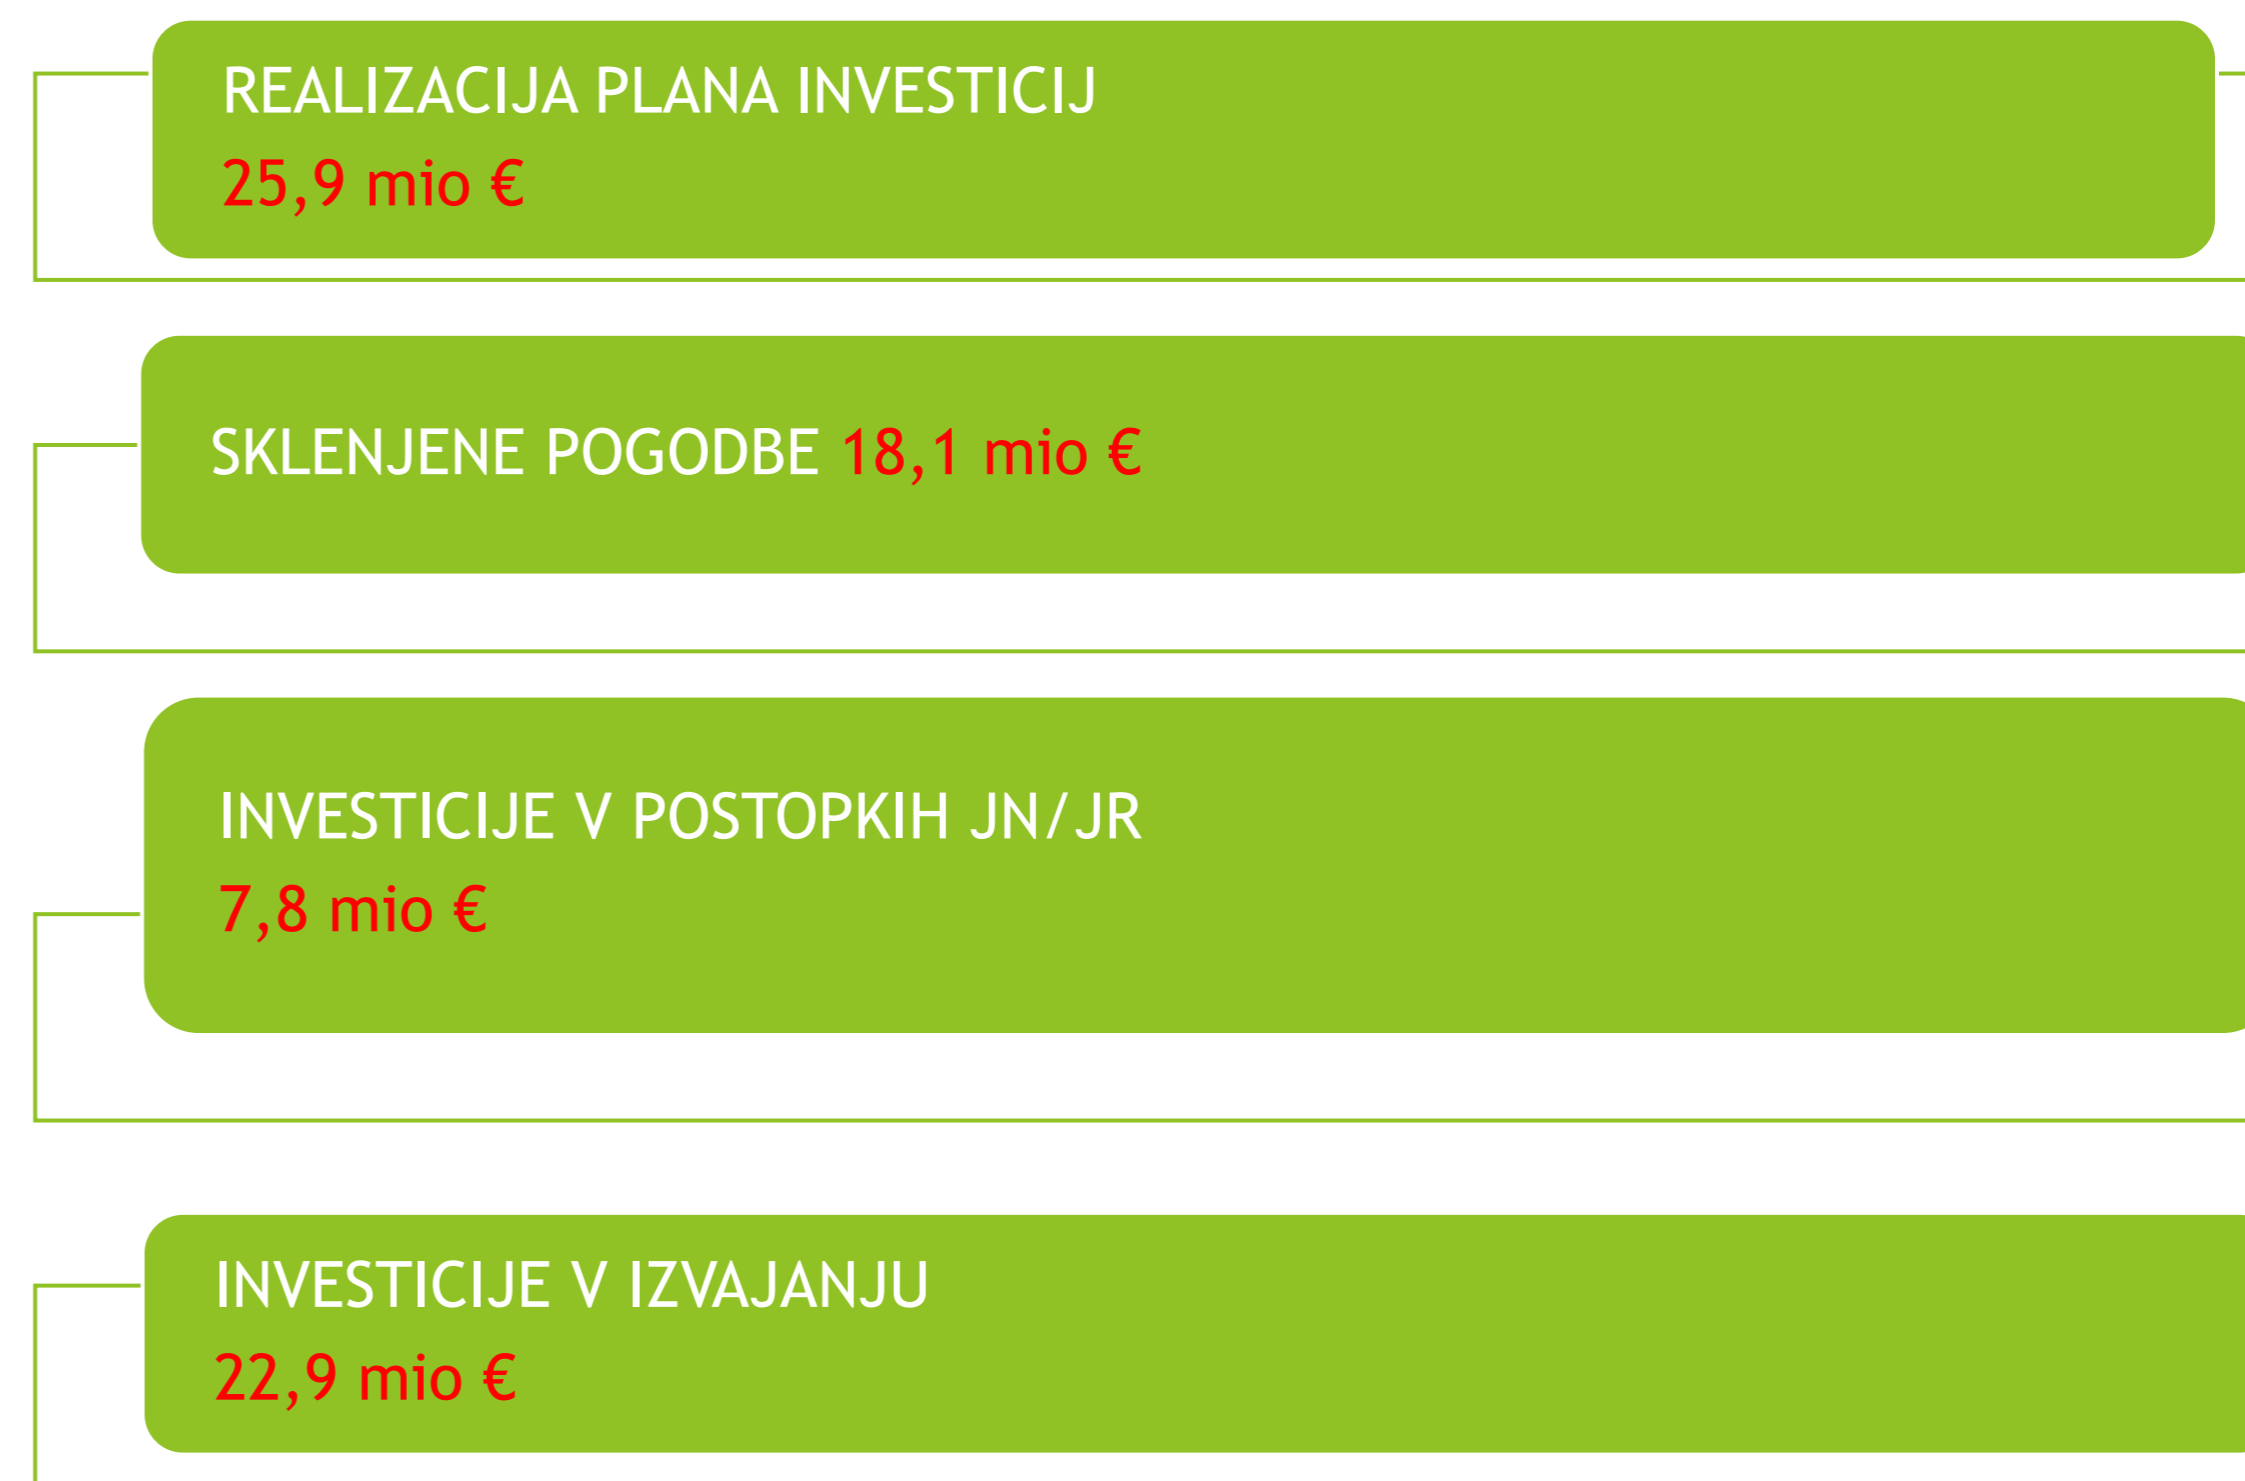 REALIZACIJA PLANA INVESTICIJ
25,9 mio €
SKLENJENE POGODBE 18,1 mio €
INVESTICIJE V POSTOPKIH JN/JR
7,8 mio €
INVESTICIJE V IZVAJANJU
22,9 mio €